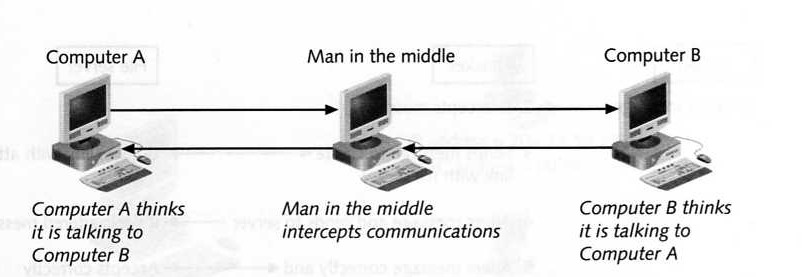 Computer A
Man in the middle
Computer B
Computer A thinks
it is talking to
Computer B
Man in the middle
intercepts communications
Computer B thinks
it is talking to
Computer A